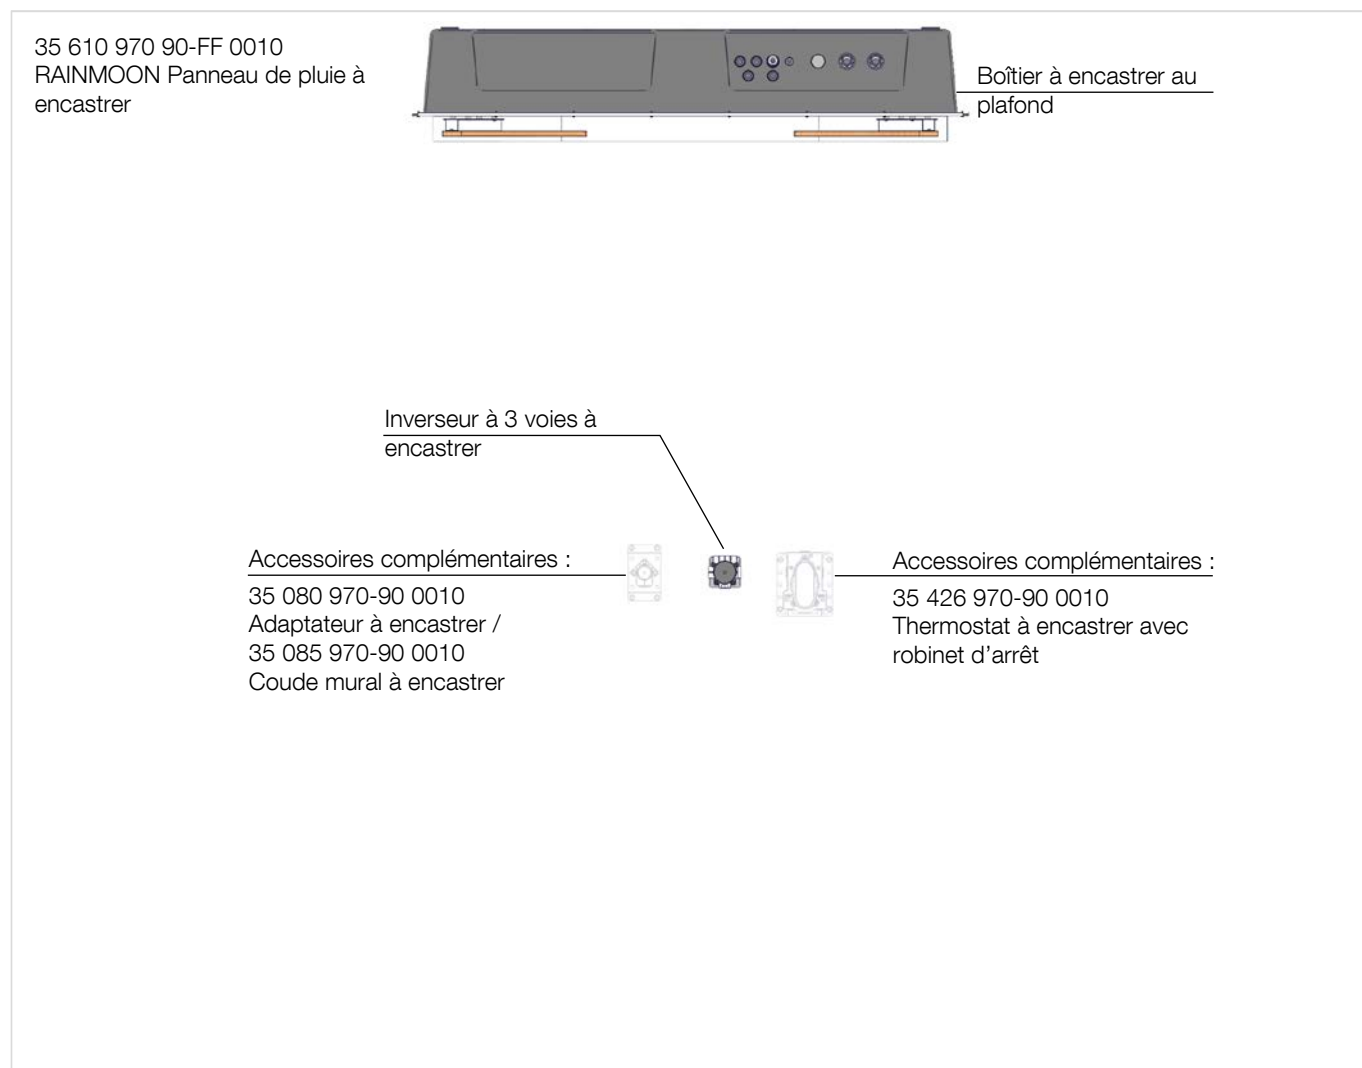 35 610 970 90-FF 0010
RAINMOON Panneau de pluie à
encastrer
Boîtier à encastrer au
plafond
Inverseur à 3 voies à
encastrer
Accessoires complémentaires :
35 080 970-90 0010
Adaptateur à encastrer /
35 085 970-90 0010
Coude mural à encastrer
Accessoires complémentaires :
35 426 970-90 0010
Thermostat à encastrer avec
robinet d’arrêt